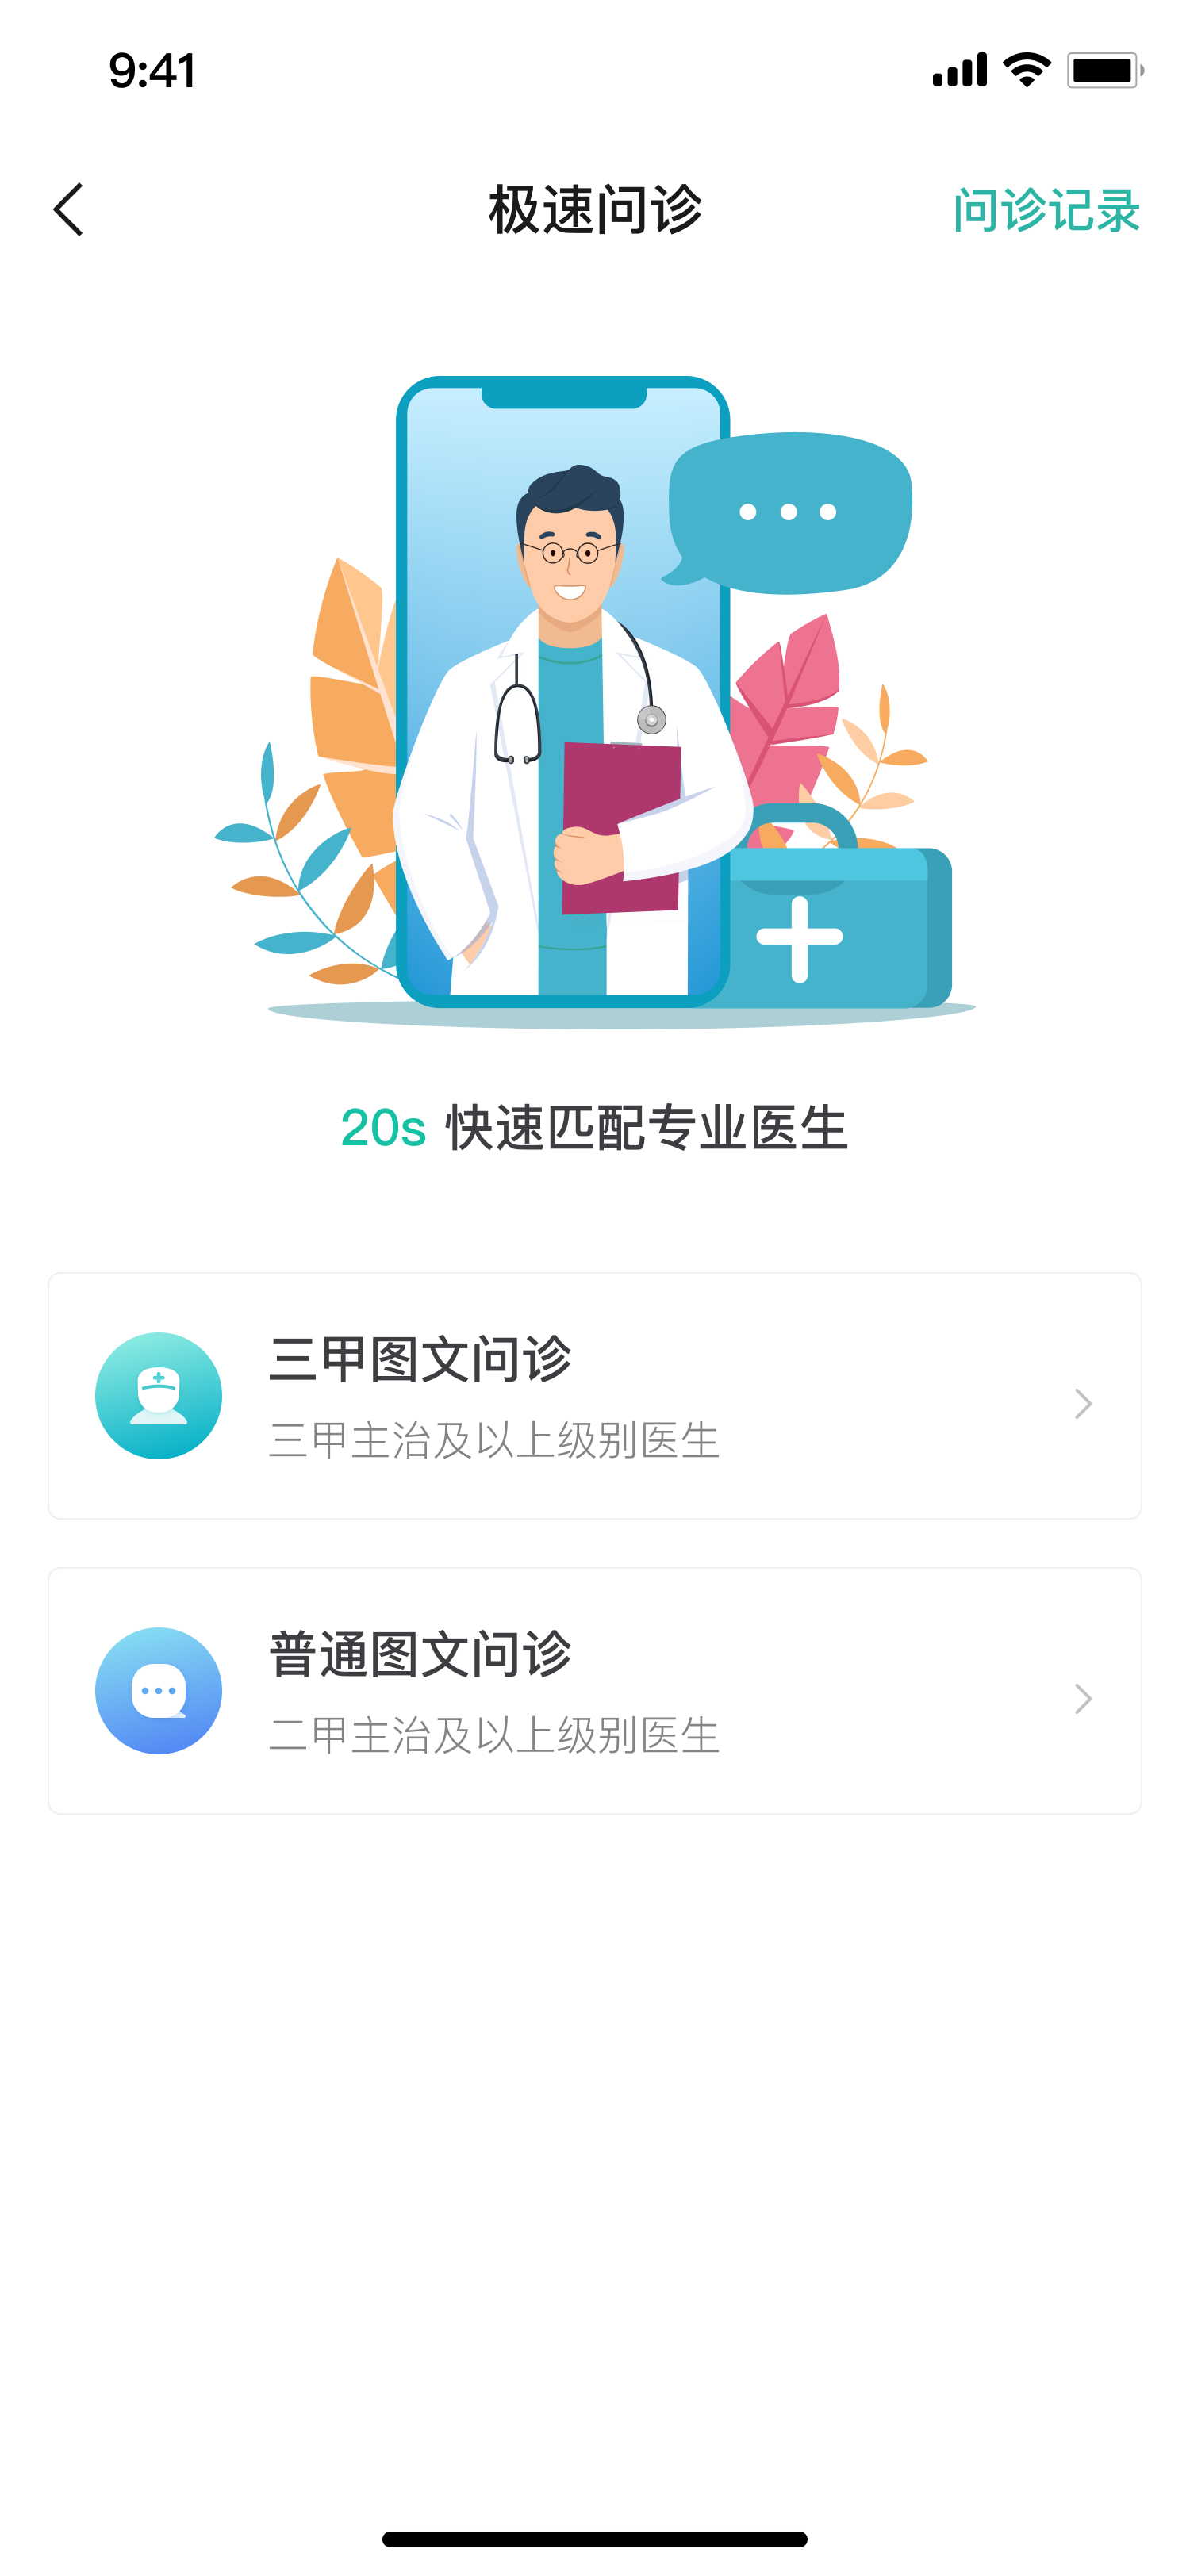 9:41
极速问诊
问诊记录
20s 快速匹配专业医生
三甲图文问诊
三甲主治及以上级别医生
普通图文问诊
二甲主治及以上级别医生